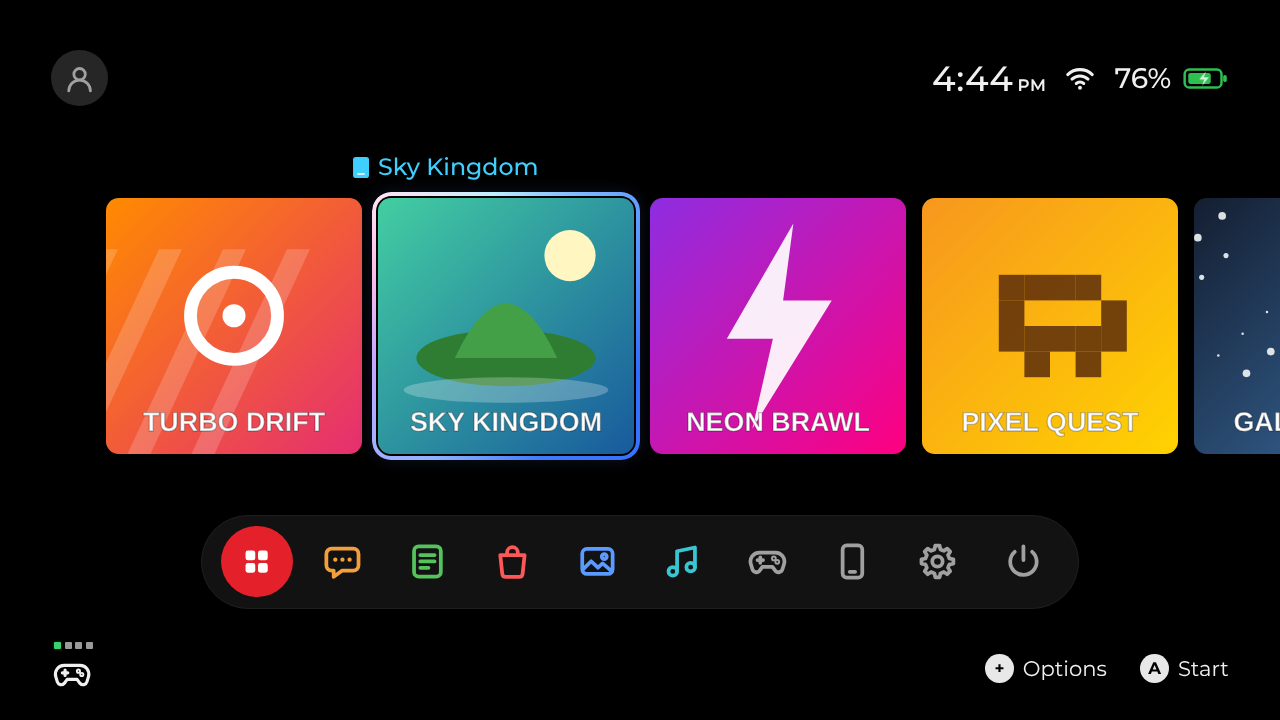 4:44 PM 76%
Sky Kingdom
TURBO DRIFT
SKY KINGDOM
NEON BRAWL
PIXEL QUEST
GAL
+ Options A Start